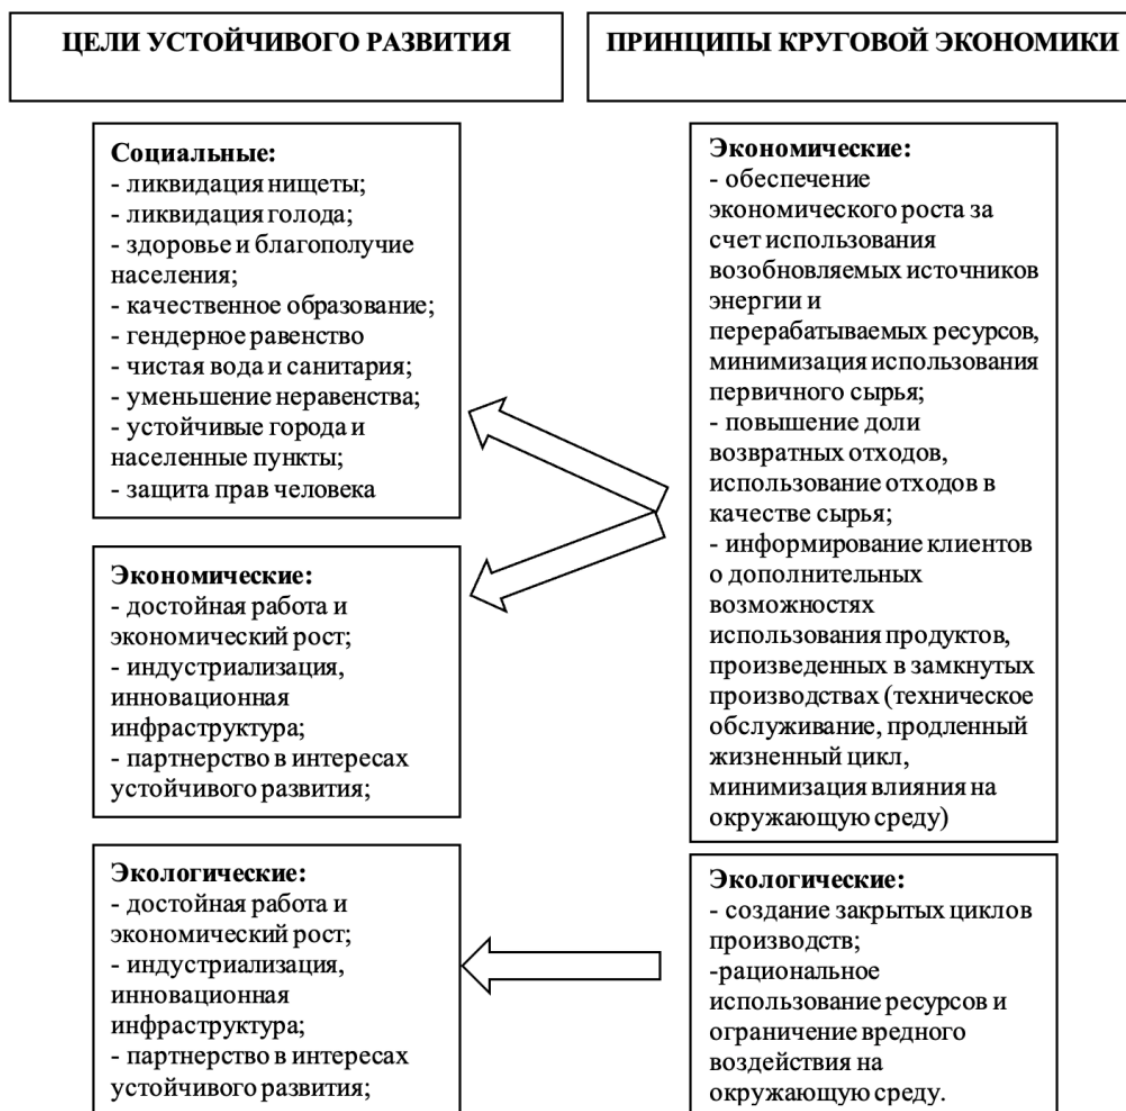 ЦЕЛИ УСТОЙЧИВОГО РАЗВИТИЯ
ПРИНЦИПЫ КРУГОВОЙ ЭКОНОМИКИ
Социальные:
- ликвидация нищеты;
- ликвидация голода;
- здоровье и благополучие
населения;
- качественное образование;
- гендерное равенство
- чистая вода и санитария;
- уменьшение неравенства;
- устойчивые города и
населенные пункты;
- защита прав человека
Экономические:
- достойная работа и
экономический рост;
- индустриализация,
инновационная
инфраструктура;
- партнерство в интересах
устойчивого развития;
Экологические:
- достойная работа и
экономический рост;
- индустриализация,
инновационная
инфраструктура;
- партнерство в интересах
устойчивого развития;
Экономические:
- обеспечение
экономического роста за
счет использования
возобновляемых источников
энергии и
перерабатываемых ресурсов,
минимизация использования
первичного сырья;
- повышение доли
возвратных отходов,
использование отходов в
качестве сырья;
- информирование клиентов
о дополнительных
возможностях
использования продуктов,
произведенных в замкнутых
производствах (техническое
обслуживание, продленный
жизненный цикл,
минимизация влияния на
окружающую среду)
Экологические:
- создание закрытых циклов
производств;
-рациональное
использование ресурсов и
ограничение вредного
воздействия на
окружающую среду.